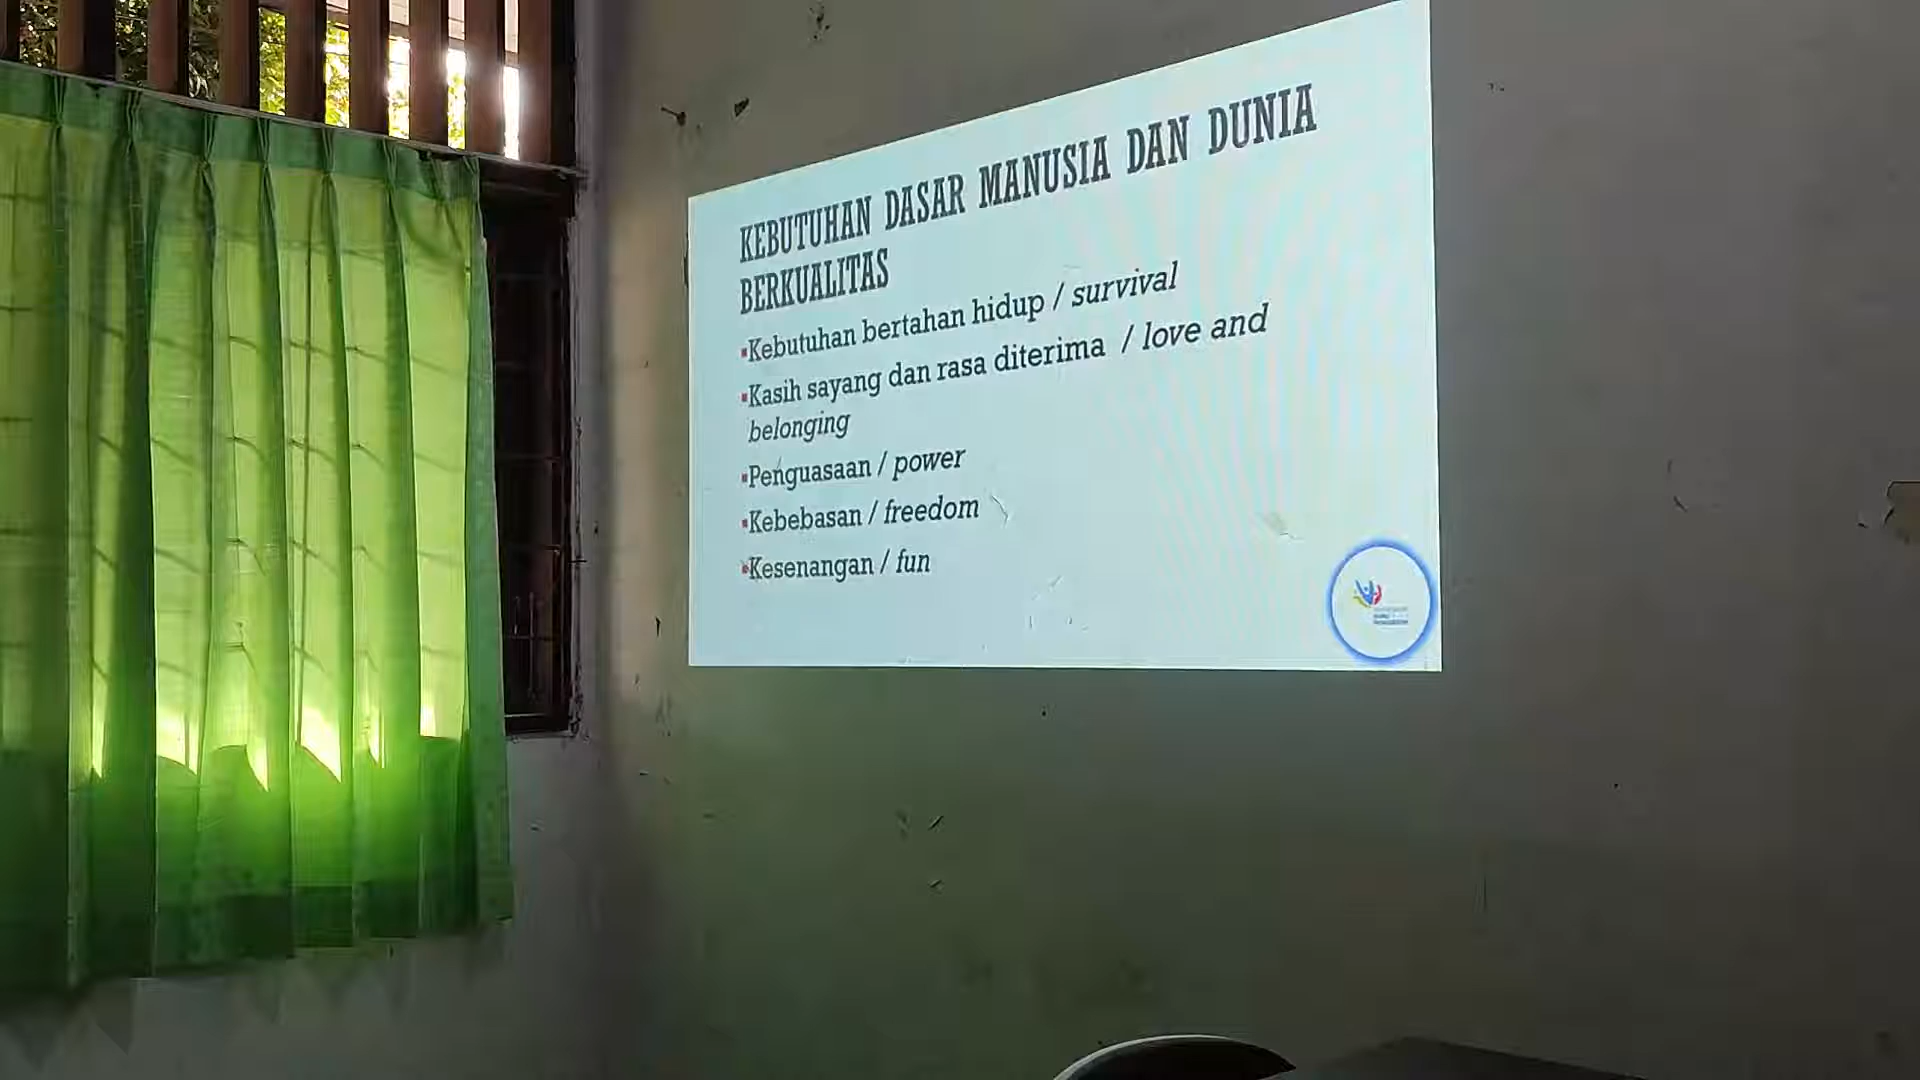 KEBUTUHAN DASAR MANUSIA DAN DUNIA
BERKUALITAS
▪Kebutuhan bertahan hidup / survival
▪Kasih sayang dan rasa diterima / love and
belonging
▪Penguasaan / power
▪Kebebasan / freedom
▪Kesenangan / fun